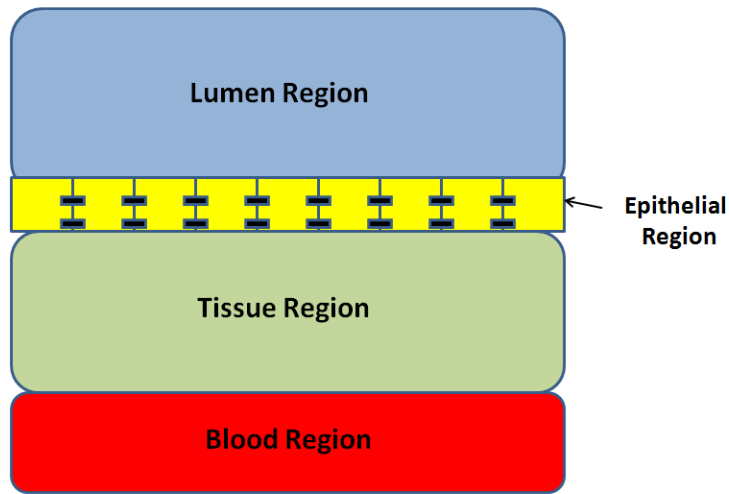 Lumen Region
Epithelial
Region
Tissue Region
Blood Region